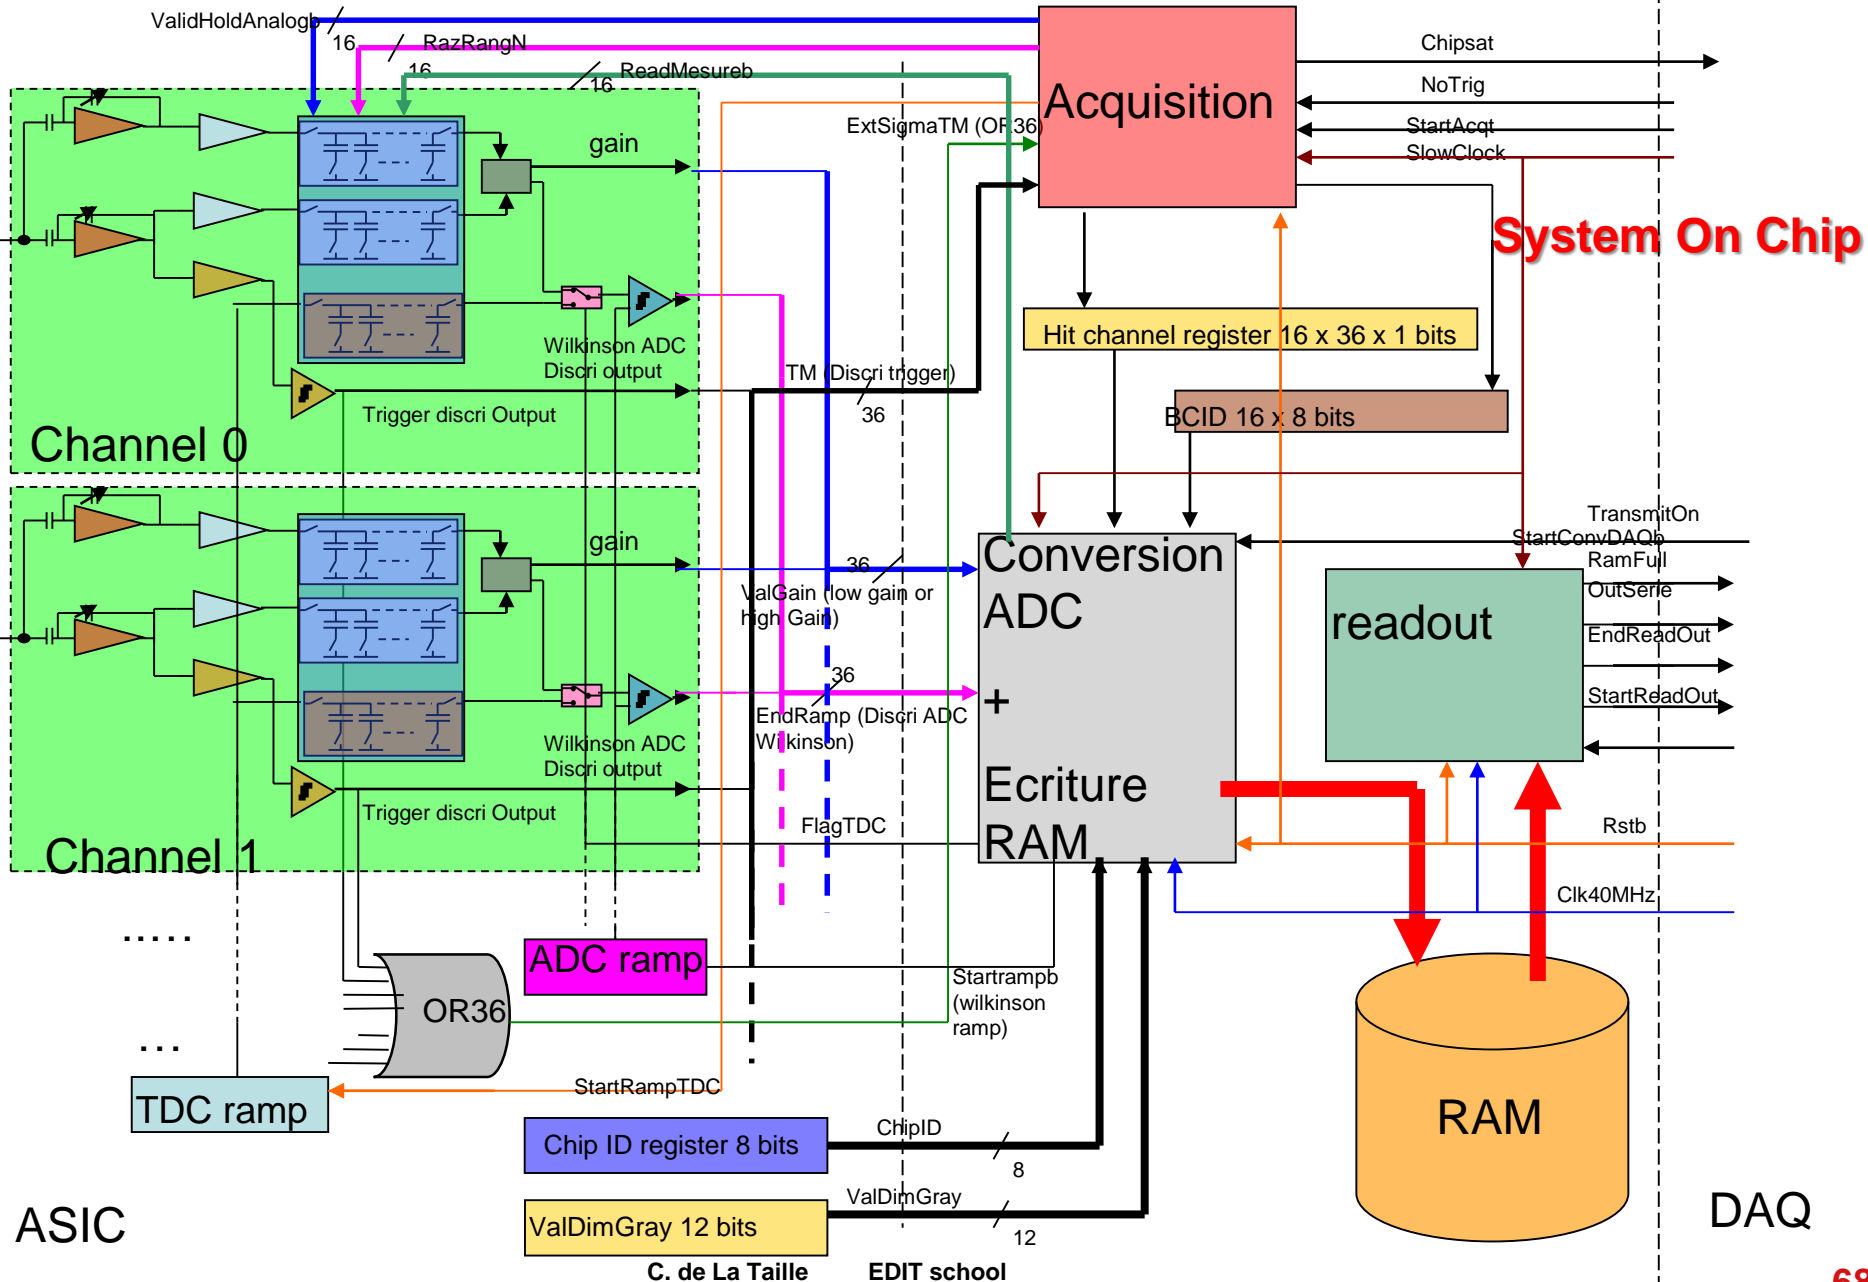 ValidHoldAnalogb
16
RazRangN
16
ReadMesureb
16
Chipsat
NoTrig
StartAcqt
SlowClock
Acquisition
ExtSigmaTM (OR36)
gain
System On Chip
Hit channel register 16 x 36 x 1 bits
Wilkinson ADC
Discri output
TM (Discri trigger)
36
Trigger discri Output
BCID 16 x 8 bits
Channel 0
gain
TransmitOn
StartConvDAQb
RamFull
OutSerie
EndReadOut
StartReadOut
Conversion
ADC
+
Ecriture
RAM
readout
36
ValGain (low gain or
high Gain)
36
EndRamp (Discri ADC
Wilkinson)
Wilkinson ADC
Discri output
Trigger discri Output
FlagTDC
Rstb
Channel 1
Clk40MHz
.....
ADC ramp
Startrampb
(wilkinson
ramp)
OR36
...
StartRampTDC
TDC ramp
RAM
Chip ID register 8 bits
ChipID
8
ValDimGray 12 bits
ValDimGray
12
ASIC
DAQ
C. de La Taille
EDIT school
68